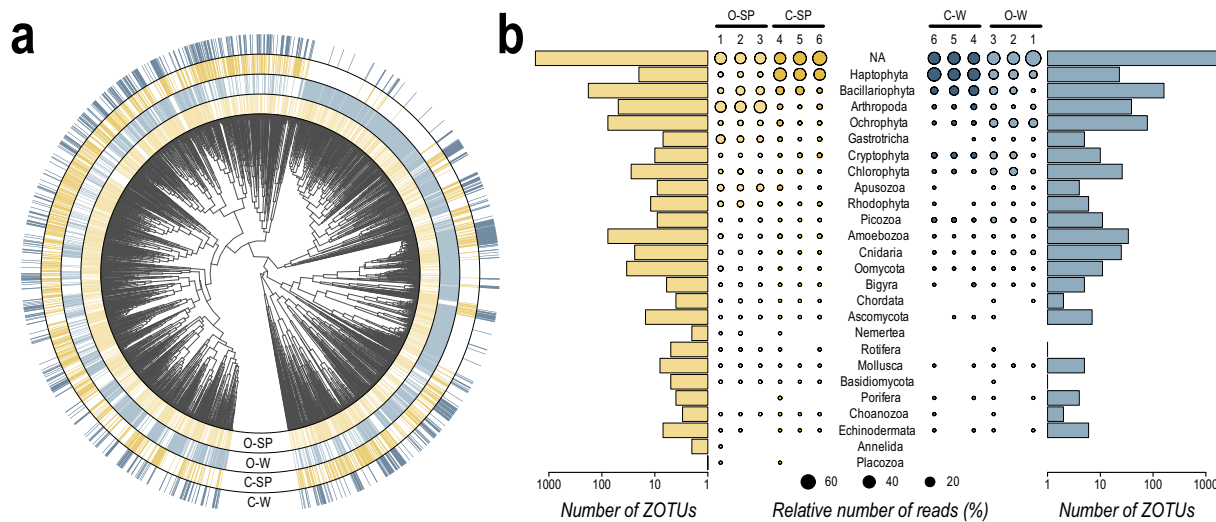 a
O-SP
O-W
C-SP
C-W
b
O-SP C-SP C-W O-W
1 2 3 4 5 6 6 5 4 3 2 1
NA
Haptophyta
Bacillariophyta
Arthropoda
Ochrophyta
Gastrotricha
Cryptophyta
Chlorophyta
Apusozoa
Rhodophyta
Picozoa
Amoebozoa
Cnidaria
Oomycota
Bigyra
Chordata
Ascomycota
Nemertea
Rotifera
Mollusca
Basidiomycota
Porifera
Choanozoa
Echinodermata
Annelida
Placozoa
1000 100 10 1 60 40 20 1 10 100 1000
Number of ZOTUs Relative number of reads (%) Number of ZOTUs